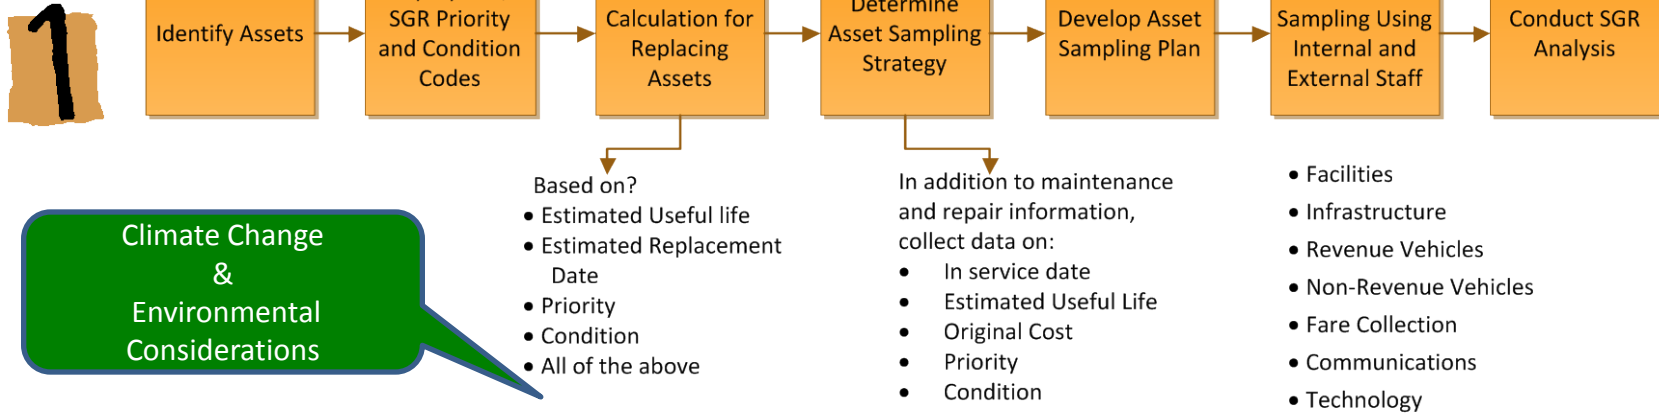 1
Identify Assets
SGR Priority
and Condition
Codes
Calculation for
Replacing
Assets
Determine
Asset Sampling
Strategy
Develop Asset
Sampling Plan
Sampling Using
Internal and
External Staff
Conduct SGR
Analysis
Based on?
• Estimated Useful life
• Estimated Replacement
Date
• Priority
• Condition
• All of the above
In addition to maintenance
and repair information,
collect data on:
• In service date
• Estimated Useful Life
• Original Cost
• Priority
• Condition
• Facilities
• Infrastructure
• Revenue Vehicles
• Non-Revenue Vehicles
• Fare Collection
• Communications
• Technology
Climate Change
&
Environmental
Considerations